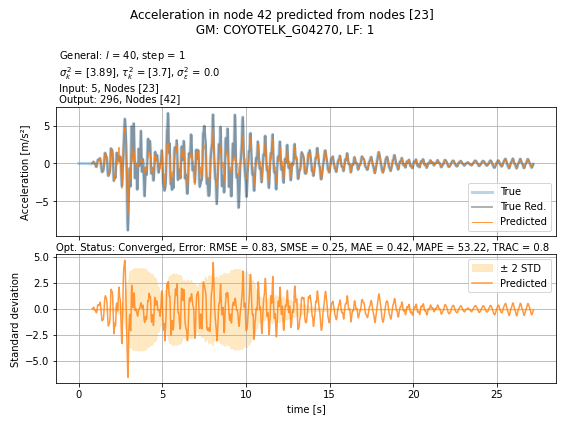 Acceleration in node 42 predicted from nodes [23]
GM: COYOTELK_G04270, LF: 1
General: l = 40, step = 1
σ²ₖ = [3.89], τ²ₖ = [3.7], σ²ε = 0.0
Input: 5, Nodes [23]
Output: 296, Nodes [42]
Acceleration [m/s²]
5
0
−5
True
True Red.
Predicted
Opt. Status: Converged, Error: RMSE = 0.83, SMSE = 0.25, MAE = 0.42, MAPE = 53.22, TRAC = 0.8
Standard deviation
5.0
2.5
0.0
−2.5
−5.0
± 2 STD
Predicted
0 5 10 15 20 25
time [s]